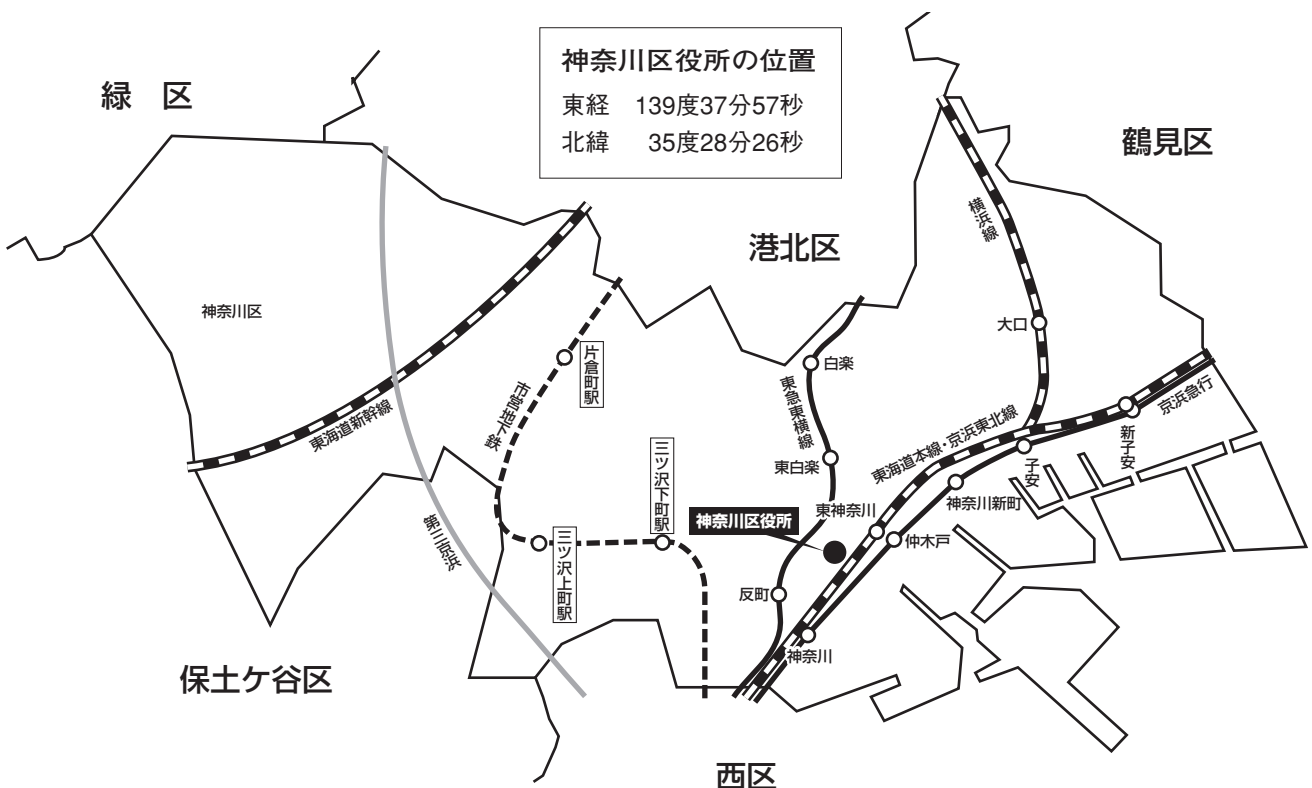 神奈川区役所の位置
東経 139度37分57秒
北緯 35度28分26秒
緑 区
鶴見区
港北区
横浜線
神奈川区
大口
片倉町駅
白楽
市営地下鉄
東急東横線
東海道新幹線
京浜急行
東海道本線・京浜東北線
新子安
子安
三ツ沢下町駅
東白楽
神奈川新町
東神奈川
神奈川区役所
仲木戸
第三京浜
三ツ沢上町駅
反町
神奈川
保土ケ谷区
西区